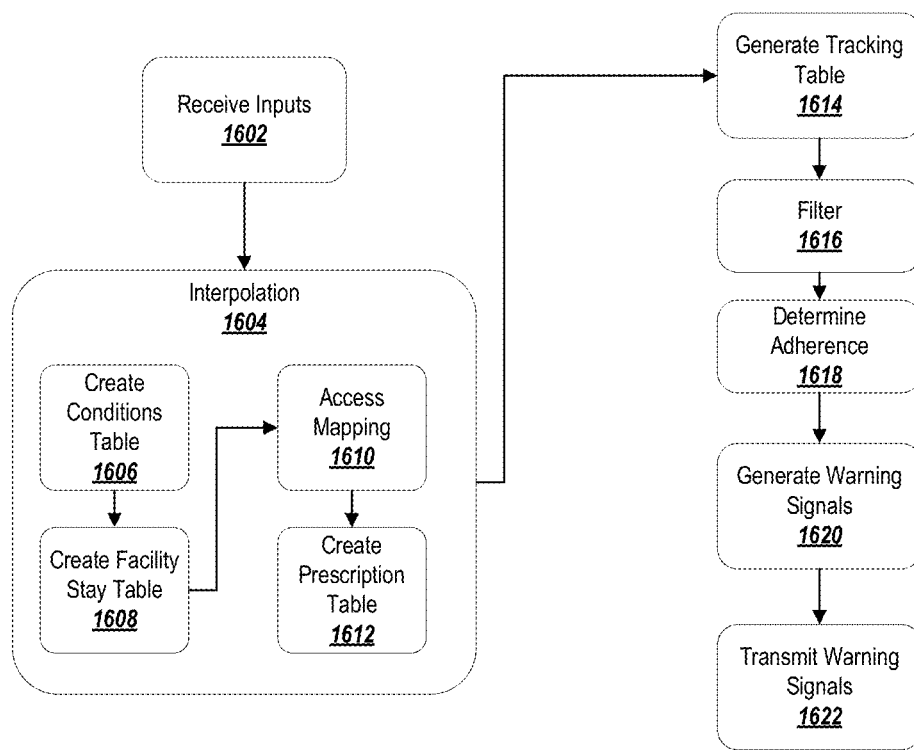 Receive Inputs
1602
Interpolation
1604
Create
Conditions
Table
1606
Create Facility
Stay Table
1608
Access
Mapping
1610
Create
Prescription
Table
1612
Generate Tracking
Table
1614
Filter
1616
Determine
Adherence
1618
Generate Warning
Signals
1620
Transmit Warning
Signals
1622